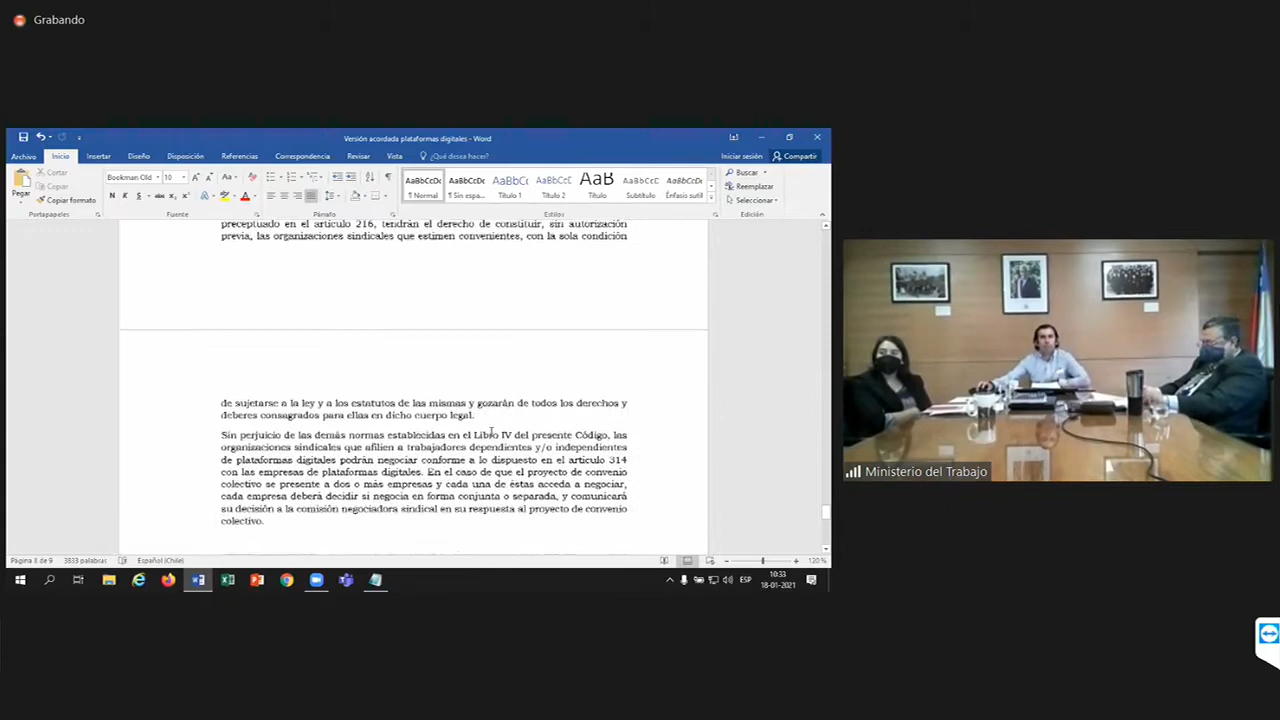 Grabando
Versión acordada plataformas digitales - Word
Archivo Inicio Insertar Diseño Disposición Referencias Correspondencia Revisar Vista ¿Qué desea hacer? Iniciar sesión Compartir
Pegar
Cortar
Copiar
Copiar formato
Portapapeles
Bookman Old 10
N K S abc x₂ x²
Fuente
Párrafo
AaBbCcDc AaBbCcDc AaBbCc AaBbCcD AaB AaBbCcD AaBbCcDc
¶ Normal ¶ Sin espa... Título 1 Título 2 Título Subtítulo Énfasis sutil
Estilos
Buscar
Reemplazar
Seleccionar
Edición
preceptuado en el artículo 216, tendrán el derecho de constituir, sin autorización
previa, las organizaciones sindicales que estimen convenientes, con la sola condición
de sujetarse a la ley y a los estatutos de las mismas y gozarán de todos los derechos y
deberes consagrados para ellas en dicho cuerpo legal.
Sin perjuicio de las demás normas establecidas en el Libro IV del presente Código, las
organizaciones sindicales que afilien a trabajadores dependientes y/o independientes
de plataformas digitales podrán negociar conforme a lo dispuesto en el artículo 314
con las empresas de plataformas digitales. En el caso de que el proyecto de convenio
colectivo se presente a dos o más empresas y cada una de éstas acceda a negociar,
cada empresa deberá decidir si negocia en forma conjunta o separada, y comunicará
su decisión a la comisión negociadora sindical en su respuesta al proyecto de convenio
colectivo.
Página 8 de 9 3833 palabras Español (Chile) 120 %
ESP
10:33
18-01-2021
Ministerio del Trabajo